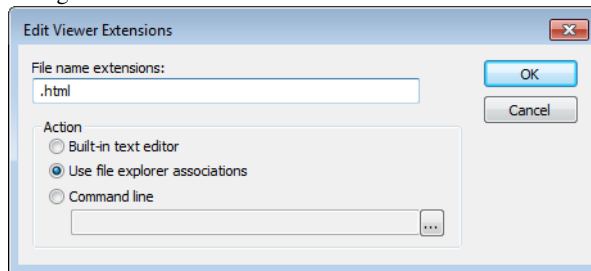 Edit Viewer Extensions
File name extensions:
.html
OK
Cancel
Action
Built-in text editor
Use file explorer associations
Command line
...